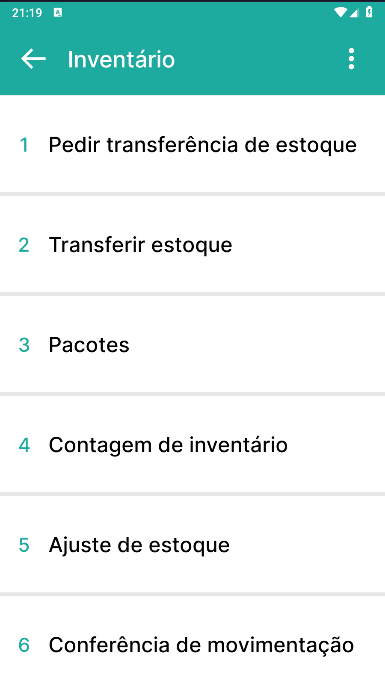 21:19
Inventário
1 Pedir transferência de estoque
2 Transferir estoque
3 Pacotes
4 Contagem de inventário
5 Ajuste de estoque
6 Conferência de movimentação